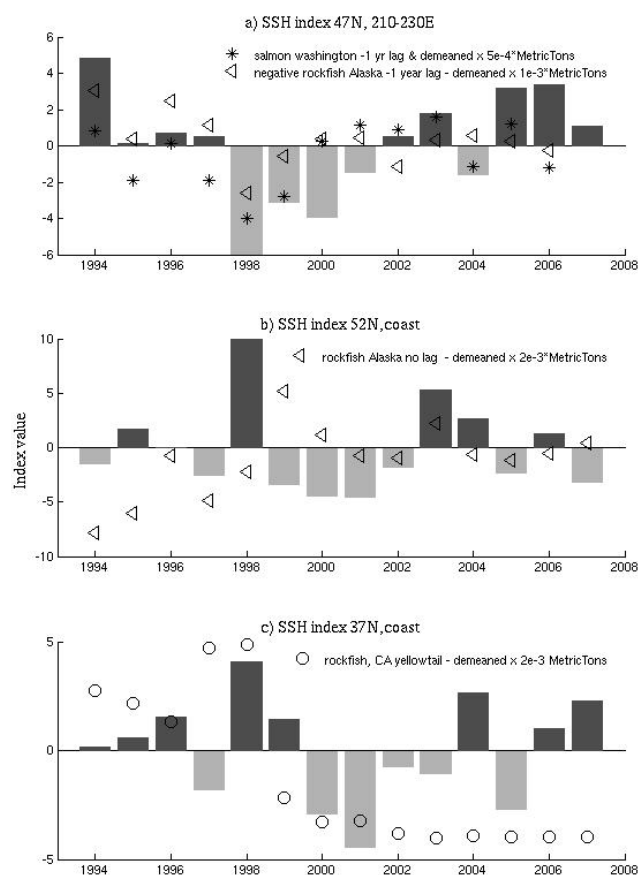 a) SSH index 47N, 210-230E
6
salmon washington -1 yr lag & demeaned x 5e-4*MetricTons
4
negative rockfish Alaska -1 year lag - demeaned x 1e-3*MetricTons
2
0
-2
-4
-6
1994 1996 1998 2000 2002 2004 2006 2008
b) SSH index 52N,coast
10
rockfish Alaska no lag - demeaned x 2e-3*MetricTons
5
0
Index value
-5
-10
1994 1996 1998 2000 2002 2004 2006 2008
c) SSH index 37N,coast
5
rockfish, CA yellowtail - demeaned x 2e-3 MetricTons
0
-5
1994 1996 1998 2000 2002 2004 2006 2008